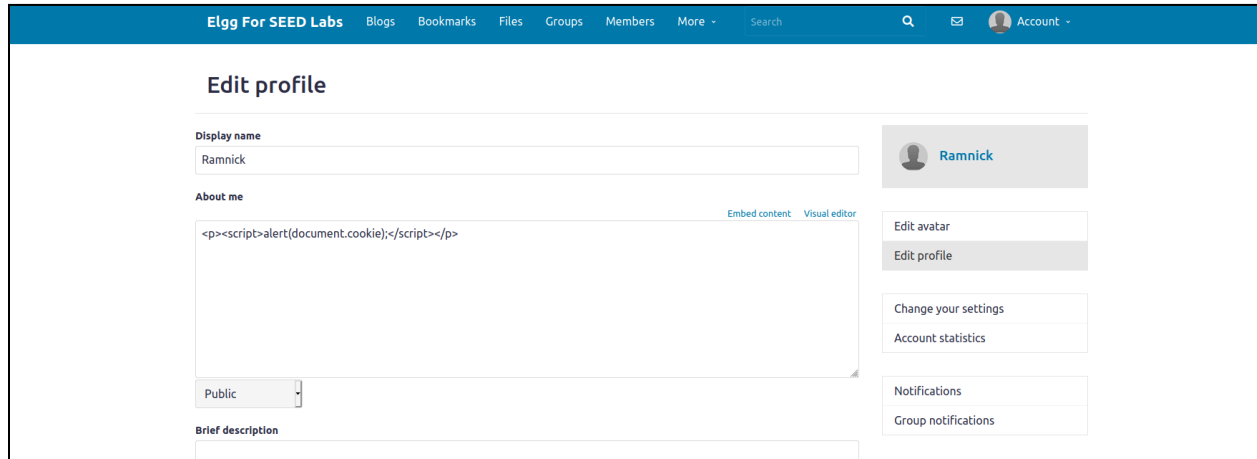 Elgg For SEED Labs Blogs Bookmarks Files Groups Members More Search Account
Edit profile
Display name
Ramnick
About me
Embed content Visual editor
<p><script>alert(document.cookie);</script></p>
Public
Brief description
Ramnick
Edit avatar
Edit profile
Change your settings
Account statistics
Notifications
Group notifications